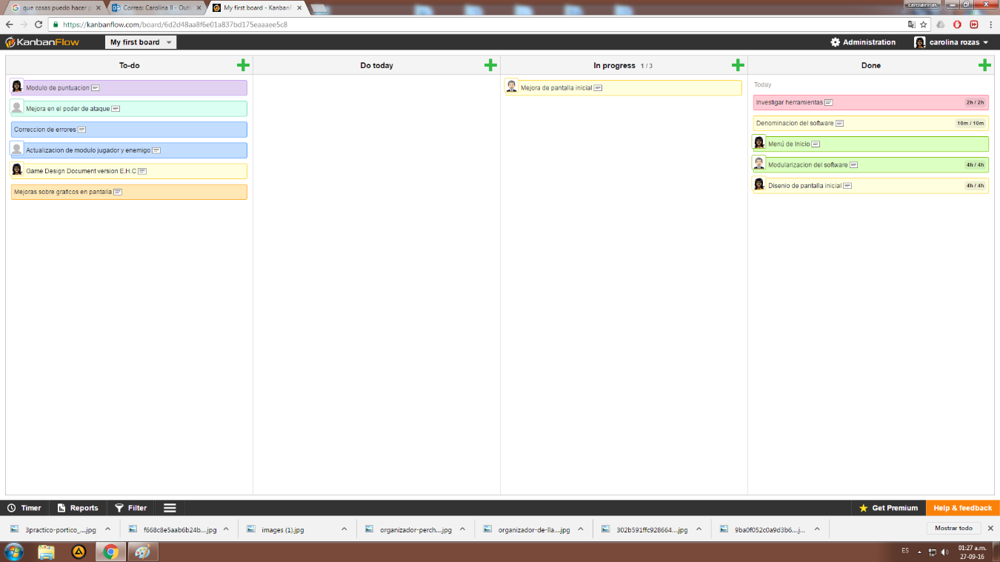 que cosas puedo hacer p
Correo: Carolina II - Outl
My first board - KanbanF
carolainnas
https://kanbanflow.com/board/6d2d48aa8f6e01a837bd175eaaaee5c8
KanbanFlow
My first board
Administration
carolina rozas
To-do
Do today
In progress 1 / 3
Done
Modulo de puntuacion
Mejora en el poder de ataque
Correccion de errores
Actualizacion de modulo jugador y enemigo
Game Design Document version E.H.C
Mejoras sobre graficos en pantalla
Mejora de pantalla inicial
Today
Investigar herramientas 2h / 2h
Denominacion del software 10m / 10m
Menú de Inicio
Modularizacion del software 4h / 4h
Disenio de pantalla inicial 4h / 4h
Timer
Reports
Filter
Get Premium
Help & feedback
3practico-portico_....jpg
f668c8e5aab6b24b....jpg
images (1).jpg
organizador-perch....jpg
organizador-de-lla....jpg
302b591ffc928664....jpg
9ba0f052c0a9d3b6....j...
Mostrar todo
ES
01:27 a.m.
27-09-16